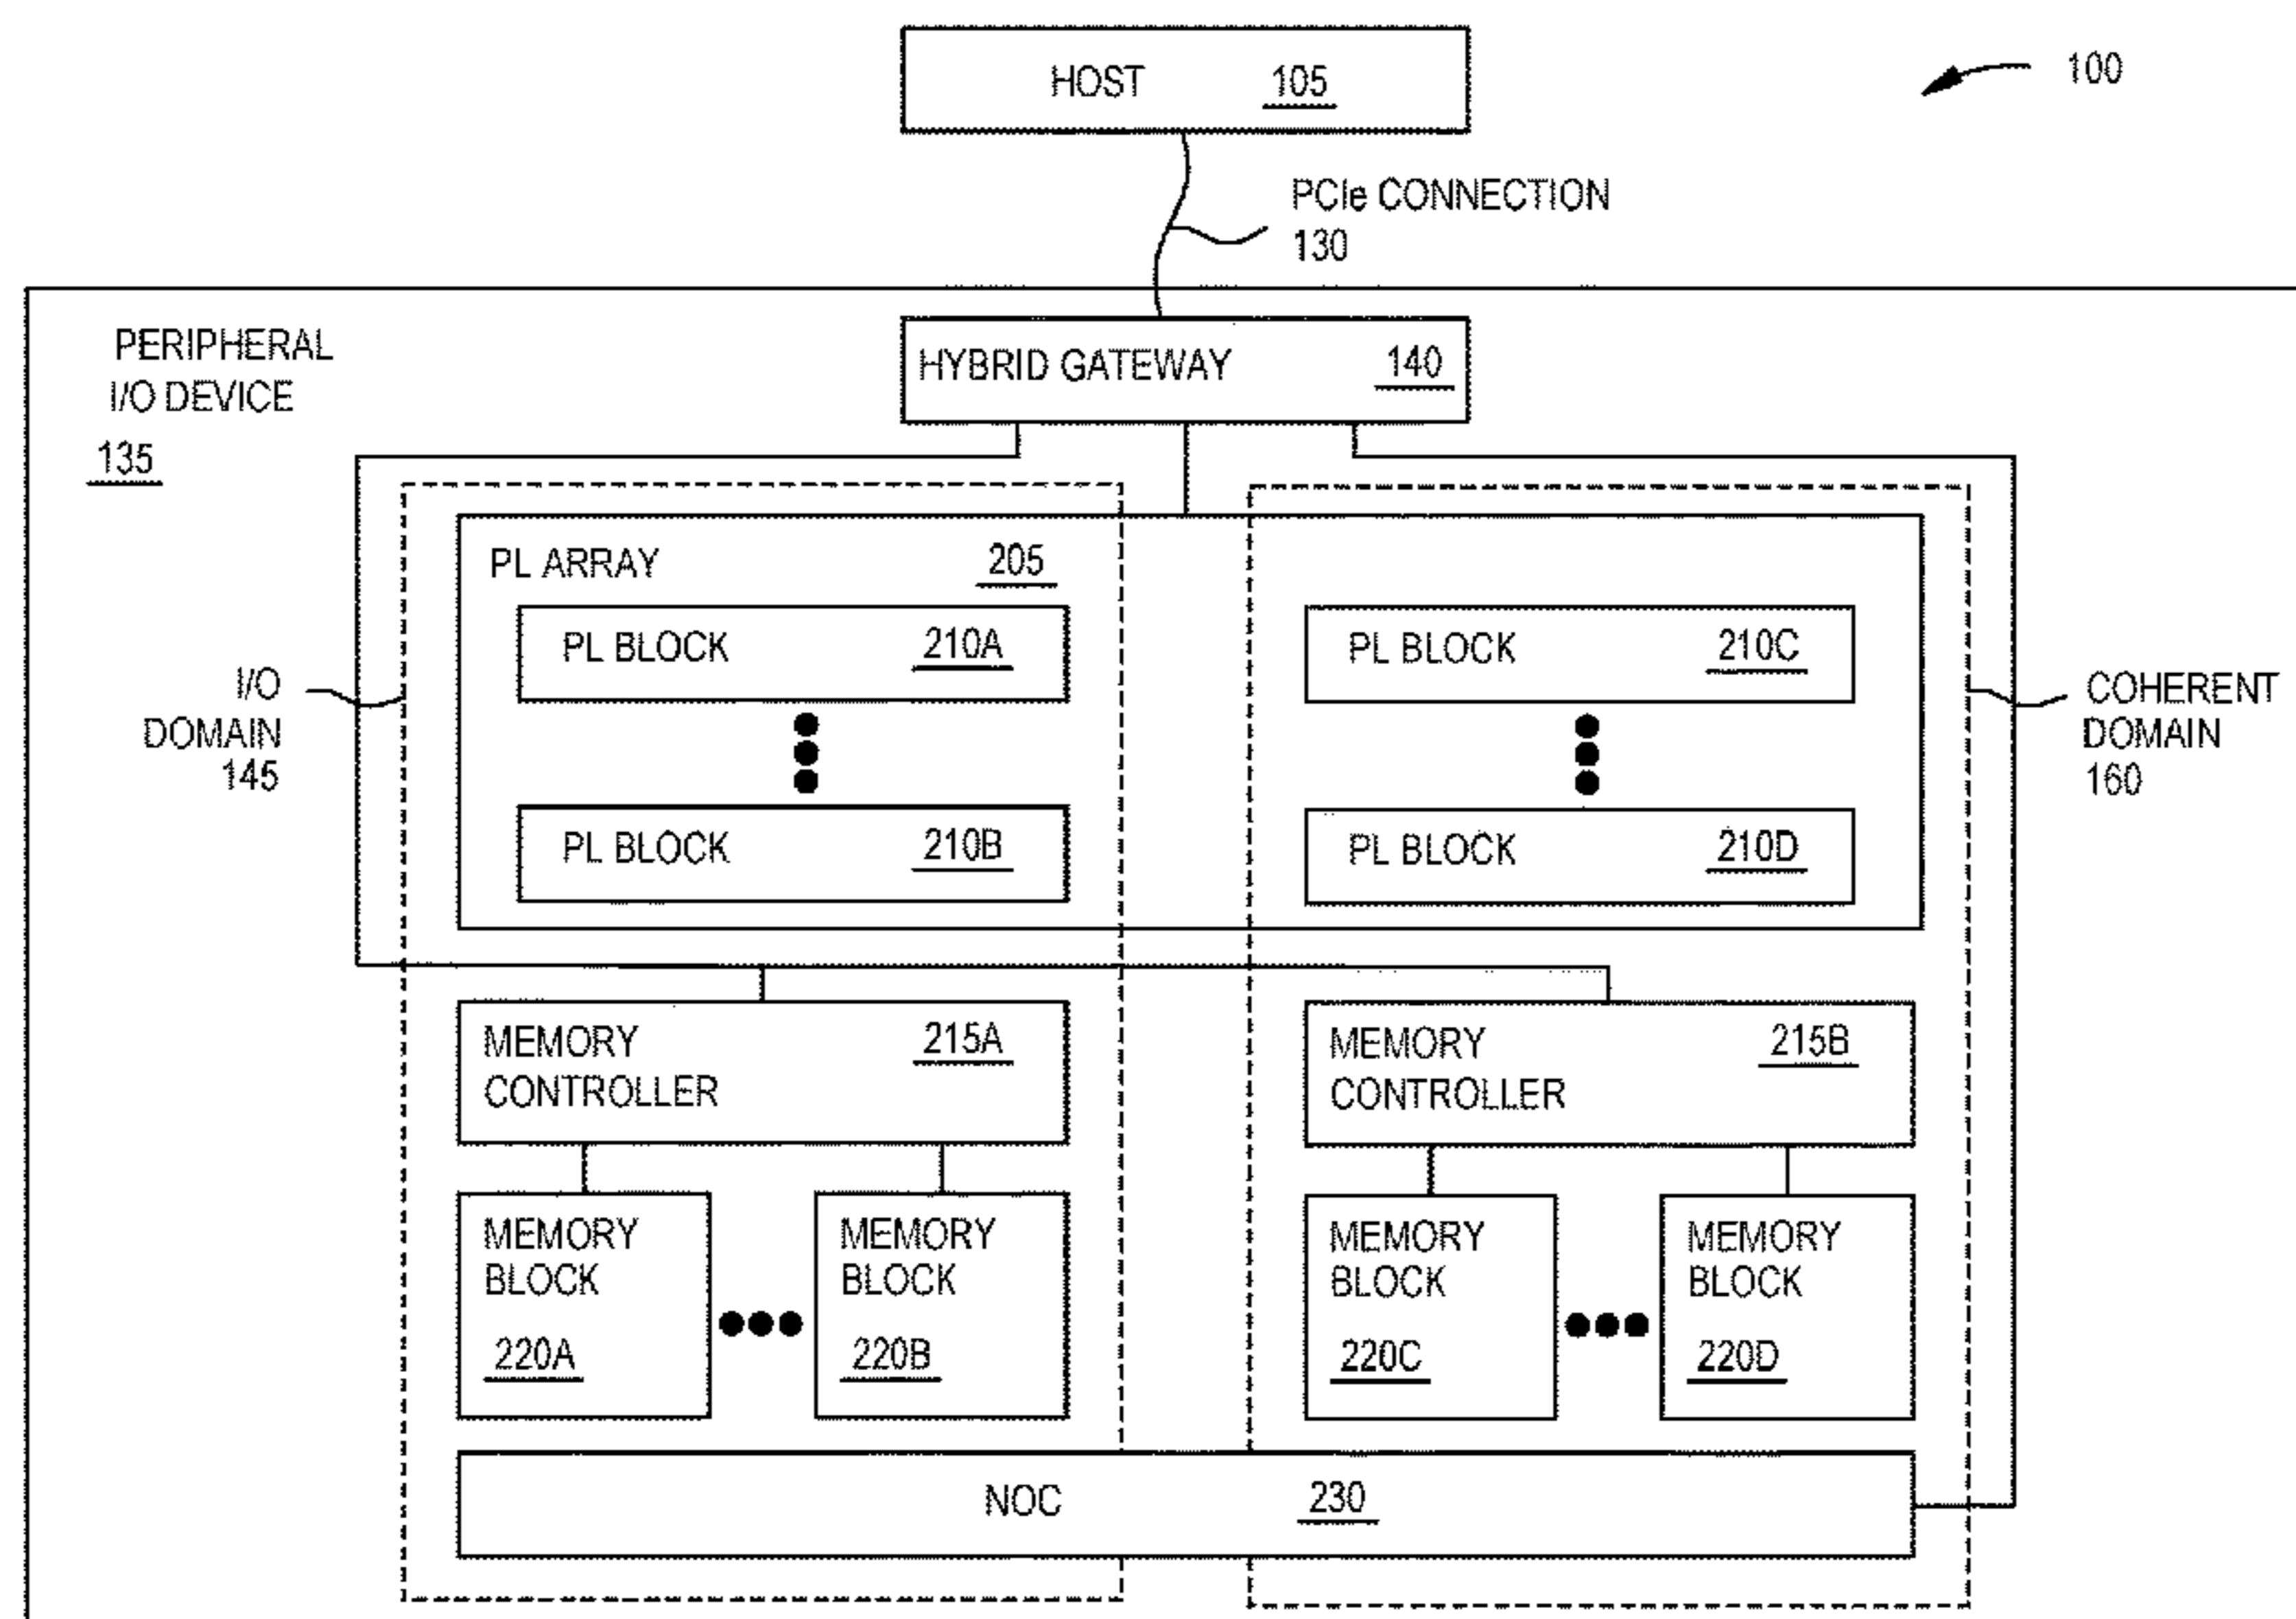 HOST 105
100
PCIe CONNECTION
130
PERIPHERAL
I/O DEVICE
135
HYBRID GATEWAY 140
PL ARRAY 205
PL BLOCK 210A
PL BLOCK 210C
I/O
DOMAIN
145
COHERENT
DOMAIN
160
PL BLOCK 210B
PL BLOCK 210D
MEMORY
CONTROLLER
215A
MEMORY
CONTROLLER
215B
MEMORY
BLOCK
220A
MEMORY
BLOCK
220B
MEMORY
BLOCK
220C
MEMORY
BLOCK
220D
NOC 230